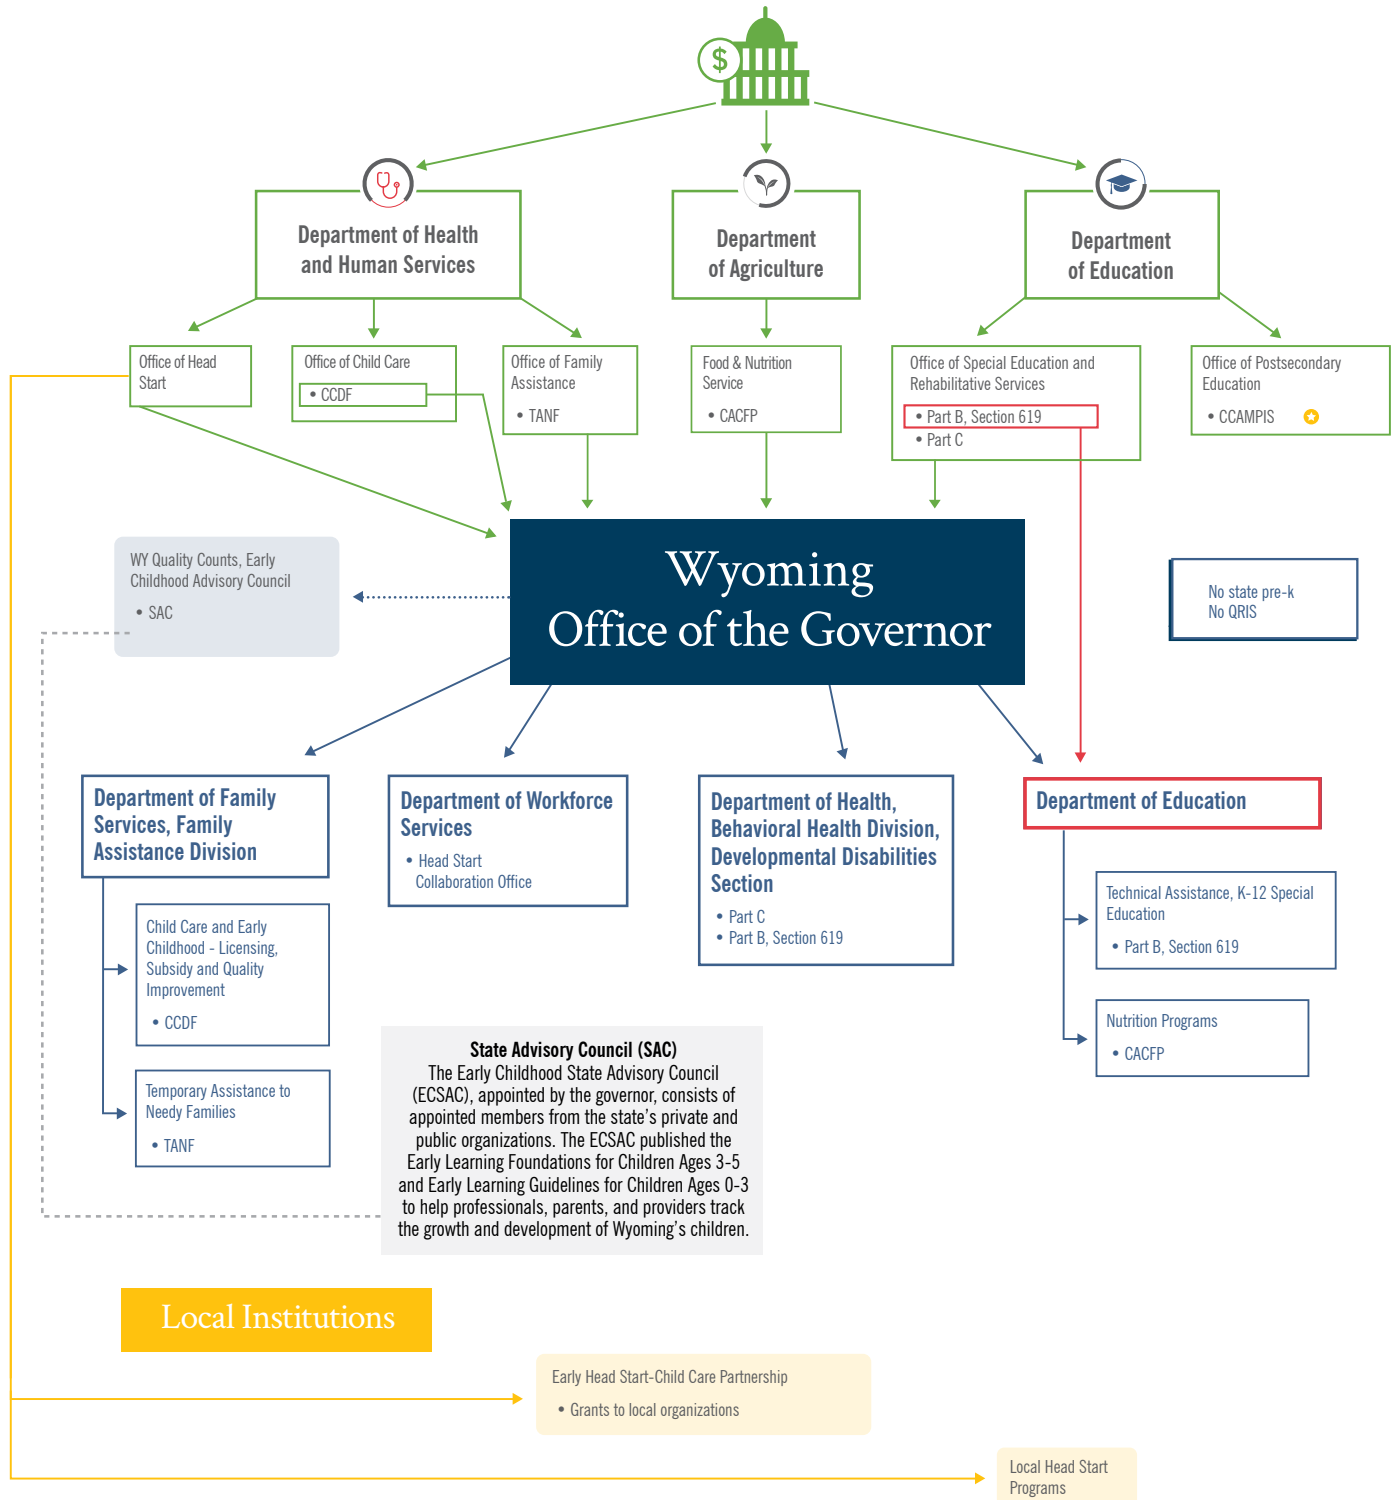 $
Department of Health
and Human Services
Department
of Agriculture
Department
of Education
Office of Head
Start
Office of Child Care
• CCDF
Office of Family
Assistance
• TANF
Food & Nutrition
Service
• CACFP
Office of Special Education and
Rehabilitative Services
• Part B, Section 619
• Part C
Office of Postsecondary
Education
• CCAMPIS
WY Quality Counts, Early
Childhood Advisory Council
• SAC
Wyoming
Office of the Governor
No state pre-k
No QRIS
Department of Family
Services, Family
Assistance Division
Department of Workforce
Services
• Head Start
Collaboration Office
Department of Health,
Behavioral Health Division,
Developmental Disabilities
Section
• Part C
• Part B, Section 619
Department of Education
Technical Assistance, K-12 Special
Education
• Part B, Section 619
Nutrition Programs
• CACFP
Child Care and Early
Childhood - Licensing,
Subsidy and Quality
Improvement
• CCDF
Temporary Assistance to
Needy Families
• TANF
State Advisory Council (SAC)
The Early Childhood State Advisory Council
(ECSAC), appointed by the governor, consists of
appointed members from the state's private and
public organizations. The ECSAC published the
Early Learning Foundations for Children Ages 3-5
and Early Learning Guidelines for Children Ages 0-3
to help professionals, parents, and providers track
the growth and development of Wyoming's children.
Local Institutions
Early Head Start-Child Care Partnership
• Grants to local organizations
Local Head Start
Programs